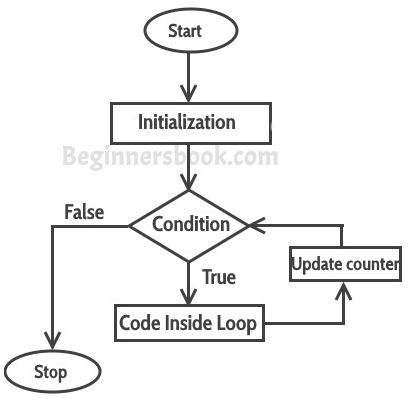 Start
Initialization
Beginnersbook.com
False
Condition
Update counter
True
Code Inside Loop
Stop